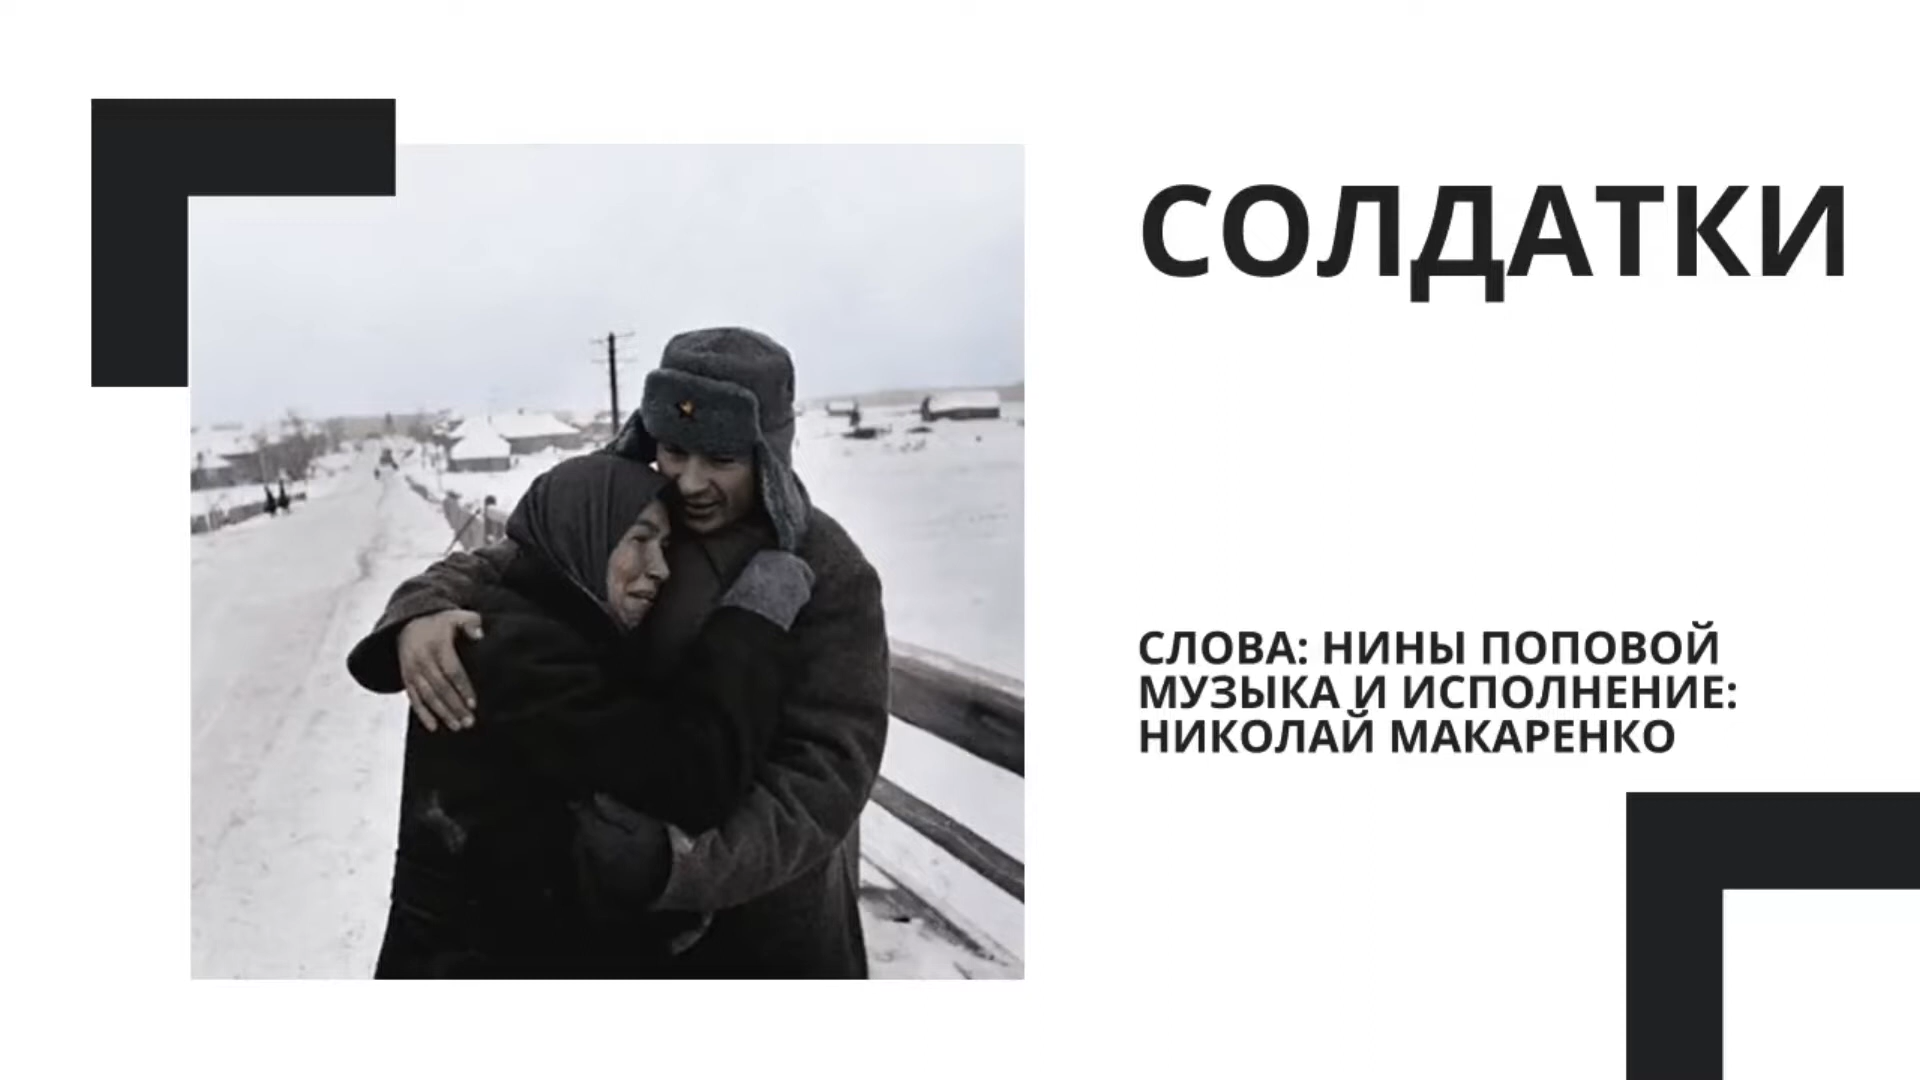 СОЛДАТКИ
СЛОВА: НИНЫ ПОПОВОЙ
МУЗЫКА И ИСПОЛНЕНИЕ:
НИКОЛАЙ МАКАРЕНКО